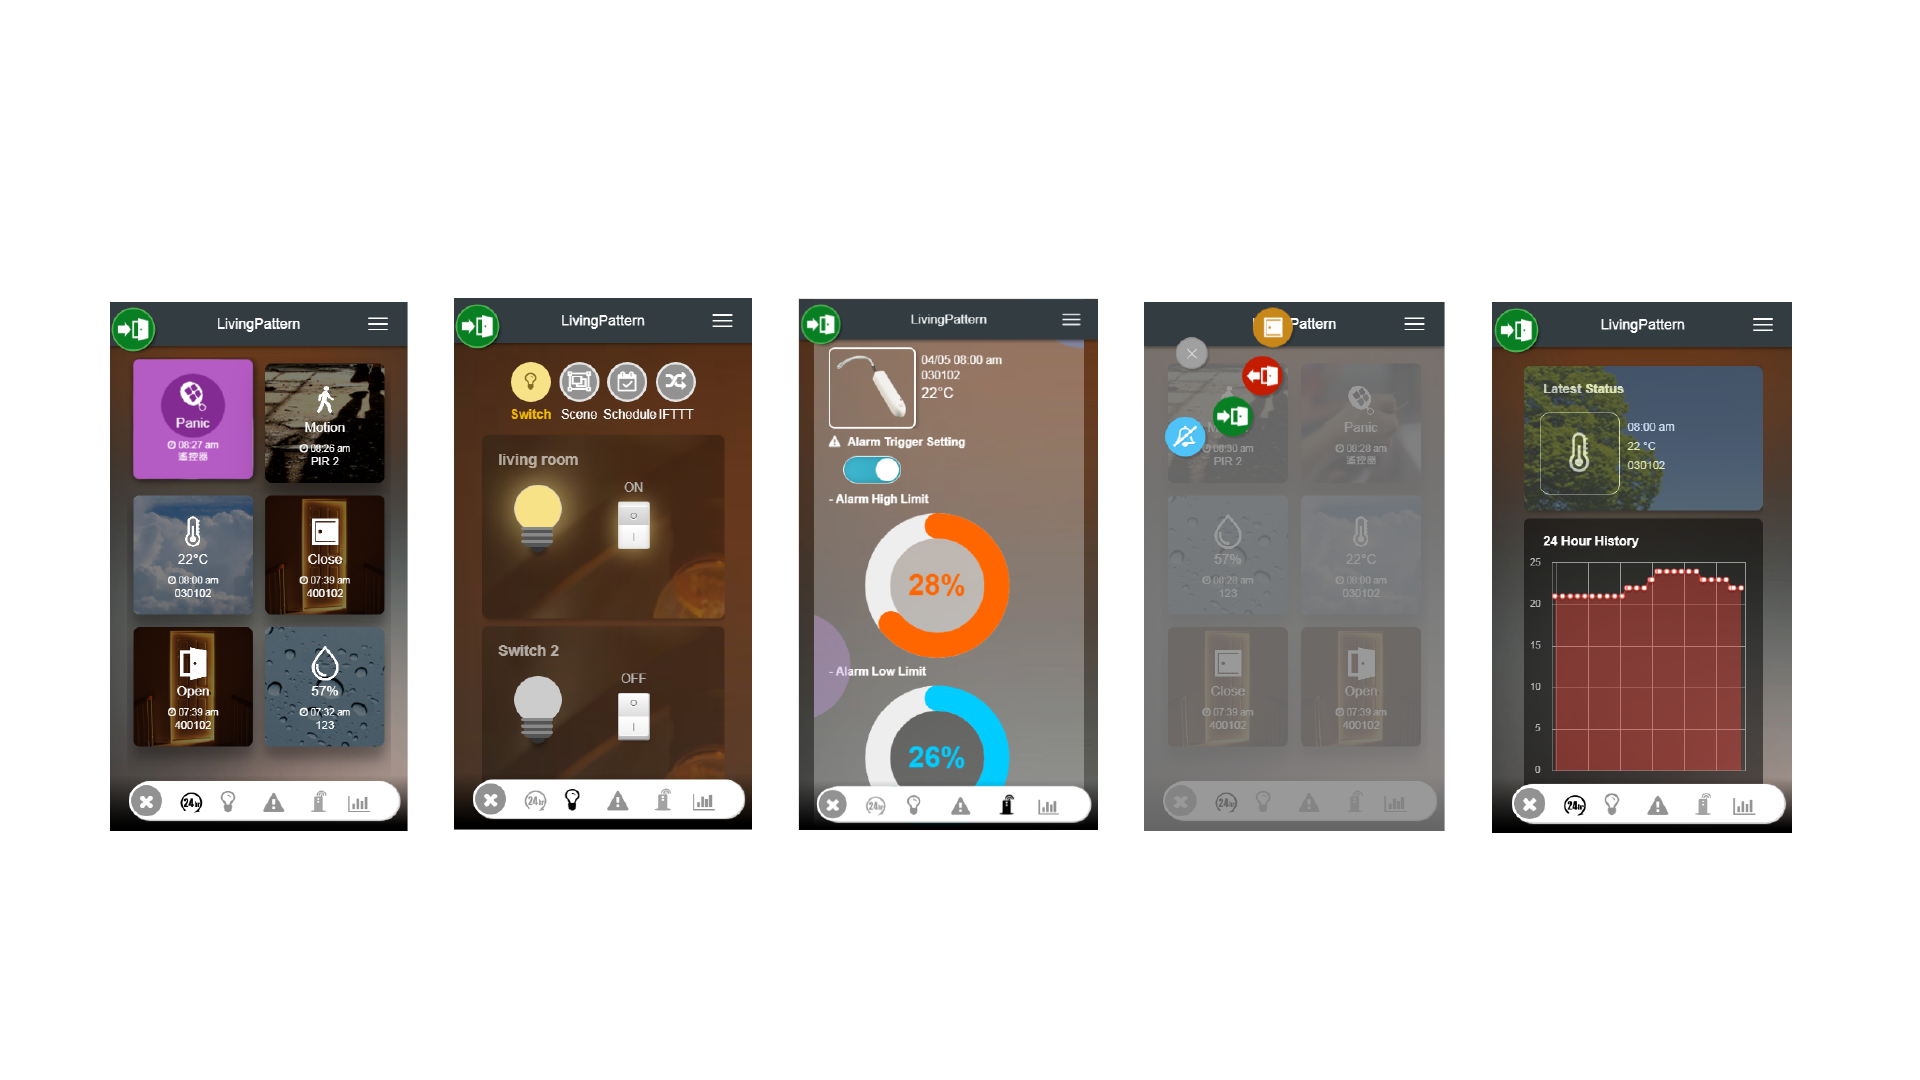 LivingPattern
Panic
08:27 am
遙控器
Motion
08:26 am
PIR 2
22°C
08:00 am
030102
Close
07:39 am
400102
Open
07:39 am
400102
57%
07:32 am
123
24hr
LivingPattern
Switch
Scene
Schedule
IFTTT
living room
ON
Switch 2
OFF
24hr
LivingPattern
04/05 08:00 am
030102
22°C
Alarm Trigger Setting
- Alarm High Limit
28%
- Alarm Low Limit
26%
24hr
Pattern
PIR 2
Panic
08:28 am
遙控器
57%
08:28 am
123
22°C
08:00 am
030102
Close
07:39 am
400102
Open
07:39 am
400102
24hr
LivingPattern
Latest Status
08:00 am
22 °C
030102
24 Hour History
25
20
15
10
5
0
24hr